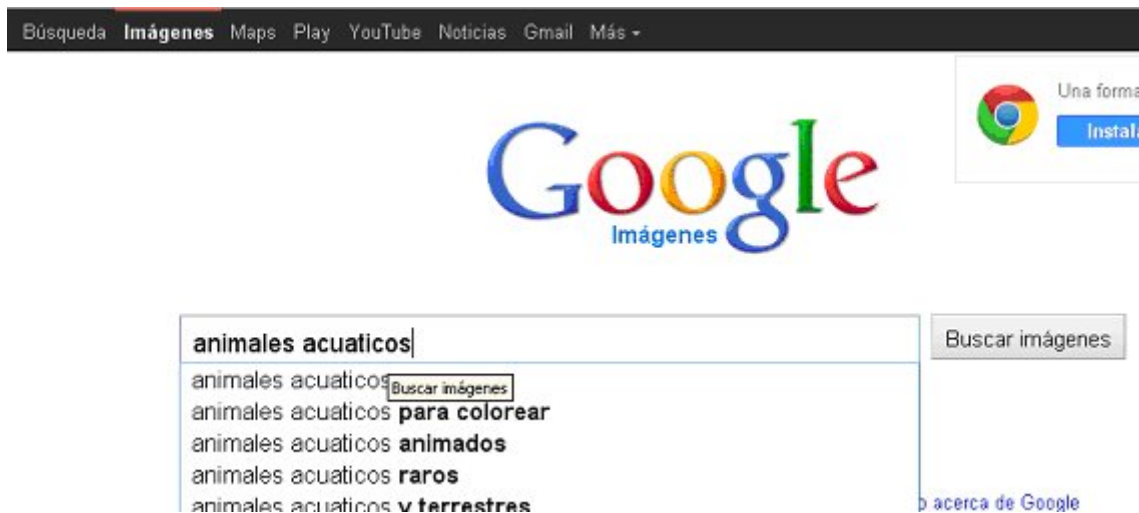 Búsqueda Imágenes Maps Play YouTube Noticias Gmail Más
Una forma
Instala
Google
Imágenes
animales acuaticos
Buscar imágenes
animales acuaticos
Buscar imágenes
animales acuaticos para colorear
animales acuaticos animados
animales acuaticos raros
animales acuaticos y terrestres
o acerca de Google